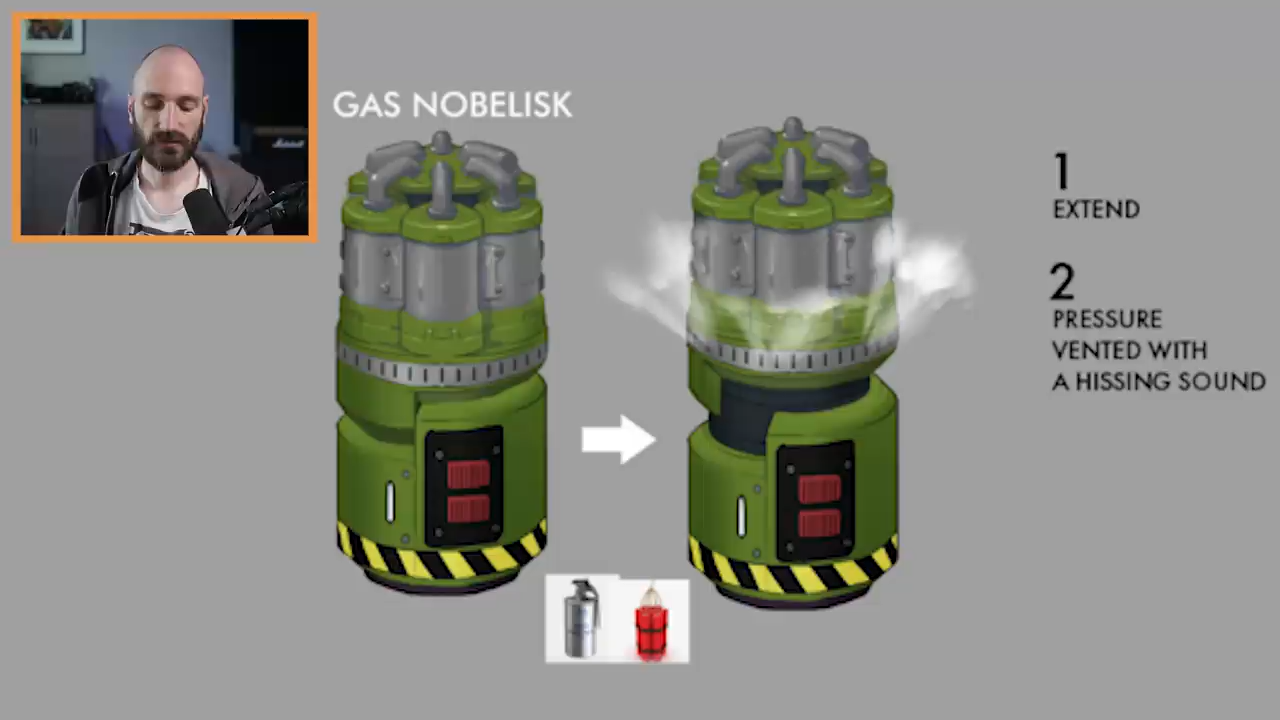 GAS NOBELISK
1
EXTEND
2
PRESSURE
VENTED WITH
A HISSING SOUND